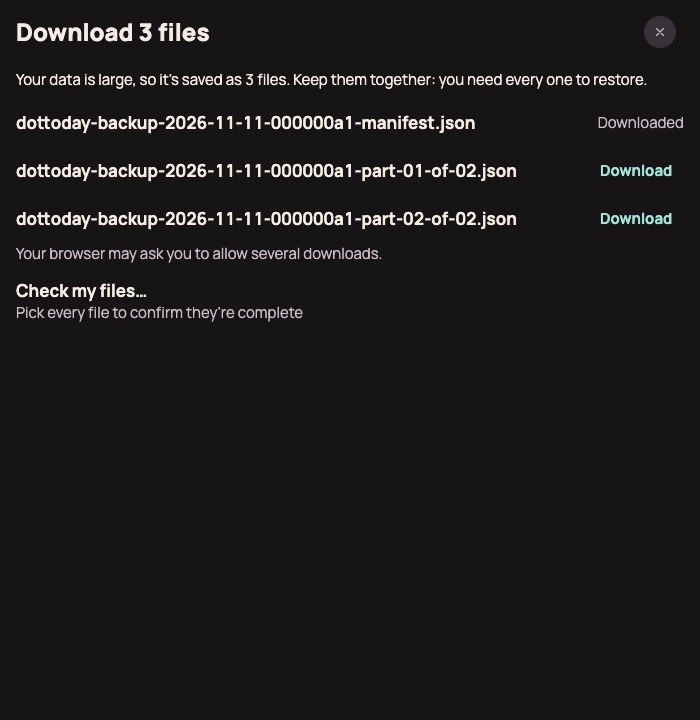 Download 3 files
Your data is large, so it's saved as 3 files. Keep them together: you need every one to restore.
dottoday-backup-2026-11-11-000000a1-manifest.json Downloaded
dottoday-backup-2026-11-11-000000a1-part-01-of-02.json Download
dottoday-backup-2026-11-11-000000a1-part-02-of-02.json Download
Your browser may ask you to allow several downloads.
Check my files…
Pick every file to confirm they're complete